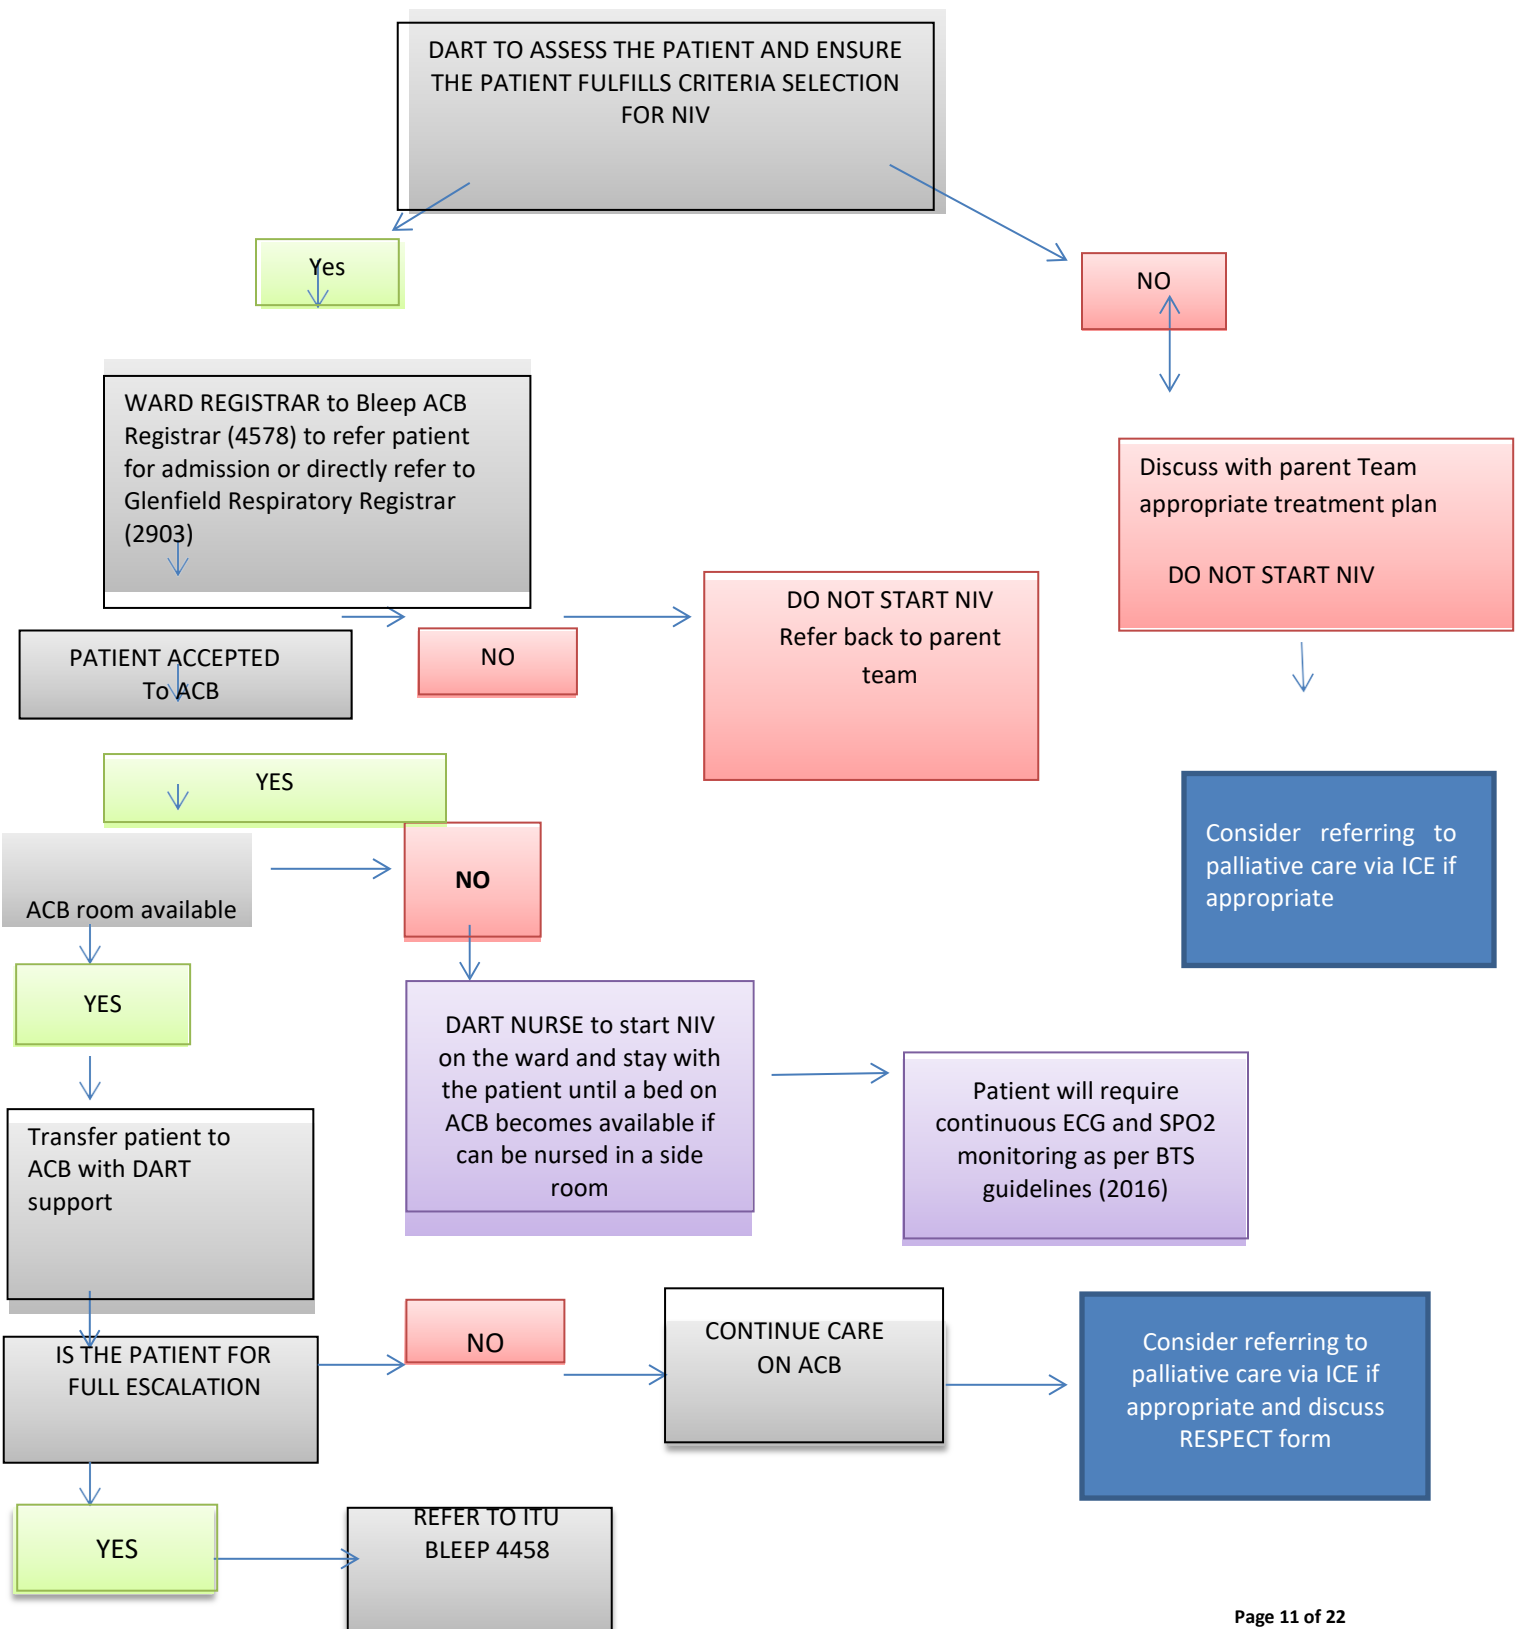 DART TO ASSESS THE PATIENT AND ENSURE
THE PATIENT FULFILLS CRITERIA SELECTION
FOR NIV
Yes
NO
WARD REGISTRAR to Bleep ACB
Registrar (4578) to refer patient
for admission or directly refer to
Glenfield Respiratory Registrar
(2903)
Discuss with parent Team
appropriate treatment plan
DO NOT START NIV
DO NOT START NIV
Refer back to parent
team
PATIENT ACCEPTED
To ACB
NO
YES
Consider referring to
palliative care via ICE if
appropriate
ACB room available
NO
YES
DART NURSE to start NIV
on the ward and stay with
the patient until a bed on
ACB becomes available if
can be nursed in a side
room
Patient will require
continuous ECG and SPO2
monitoring as per BTS
guidelines (2016)
Transfer patient to
ACB with DART
support
IS THE PATIENT FOR
FULL ESCALATION
NO
CONTINUE CARE
ON ACB
Consider referring to
palliative care via ICE if
appropriate and discuss
RESPECT form
YES
REFER TO ITU
BLEEP 4458
Page 11 of 22